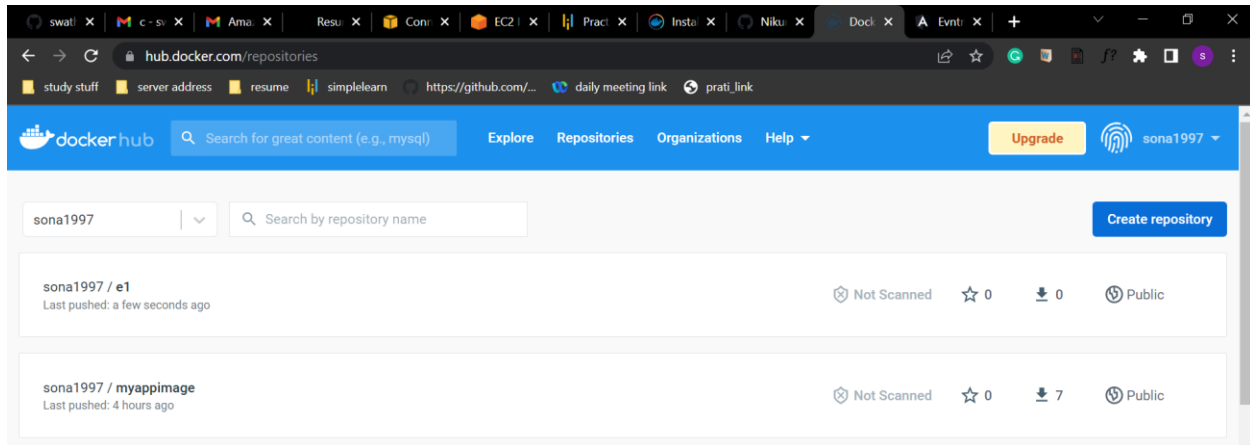 swatl c - sv Ama: Resu Conn EC2 I Pract Instal Niku Dock Evntr
hub.docker.com/repositories
study stuff server address resume simplelearn https://github.com/... daily meeting link prati_link
docker hub Search for great content (e.g., mysql) Explore Repositories Organizations Help Upgrade sona1997
sona1997 Search by repository name Create repository
sona1997 / e1 Not Scanned 0 0 Public
Last pushed: a few seconds ago
sona1997 / myappimage Not Scanned 0 7 Public
Last pushed: 4 hours ago